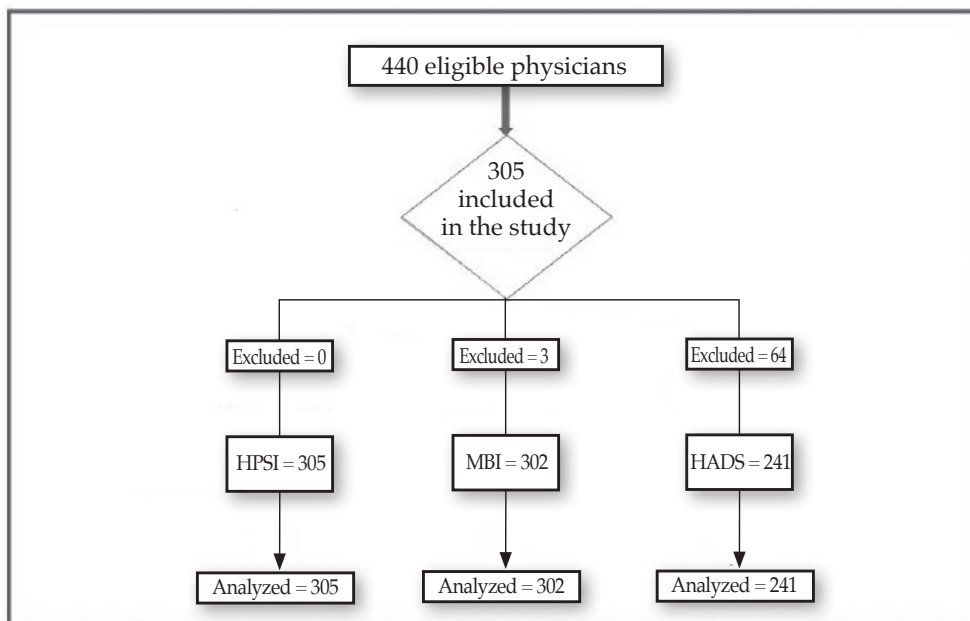 440 eligible physicians
305
included
in the study
Excluded = 0
Excluded = 3
Excluded = 64
HPSI = 305
MBI = 302
HADS = 241
Analyzed = 305
Analyzed = 302
Analyzed = 241